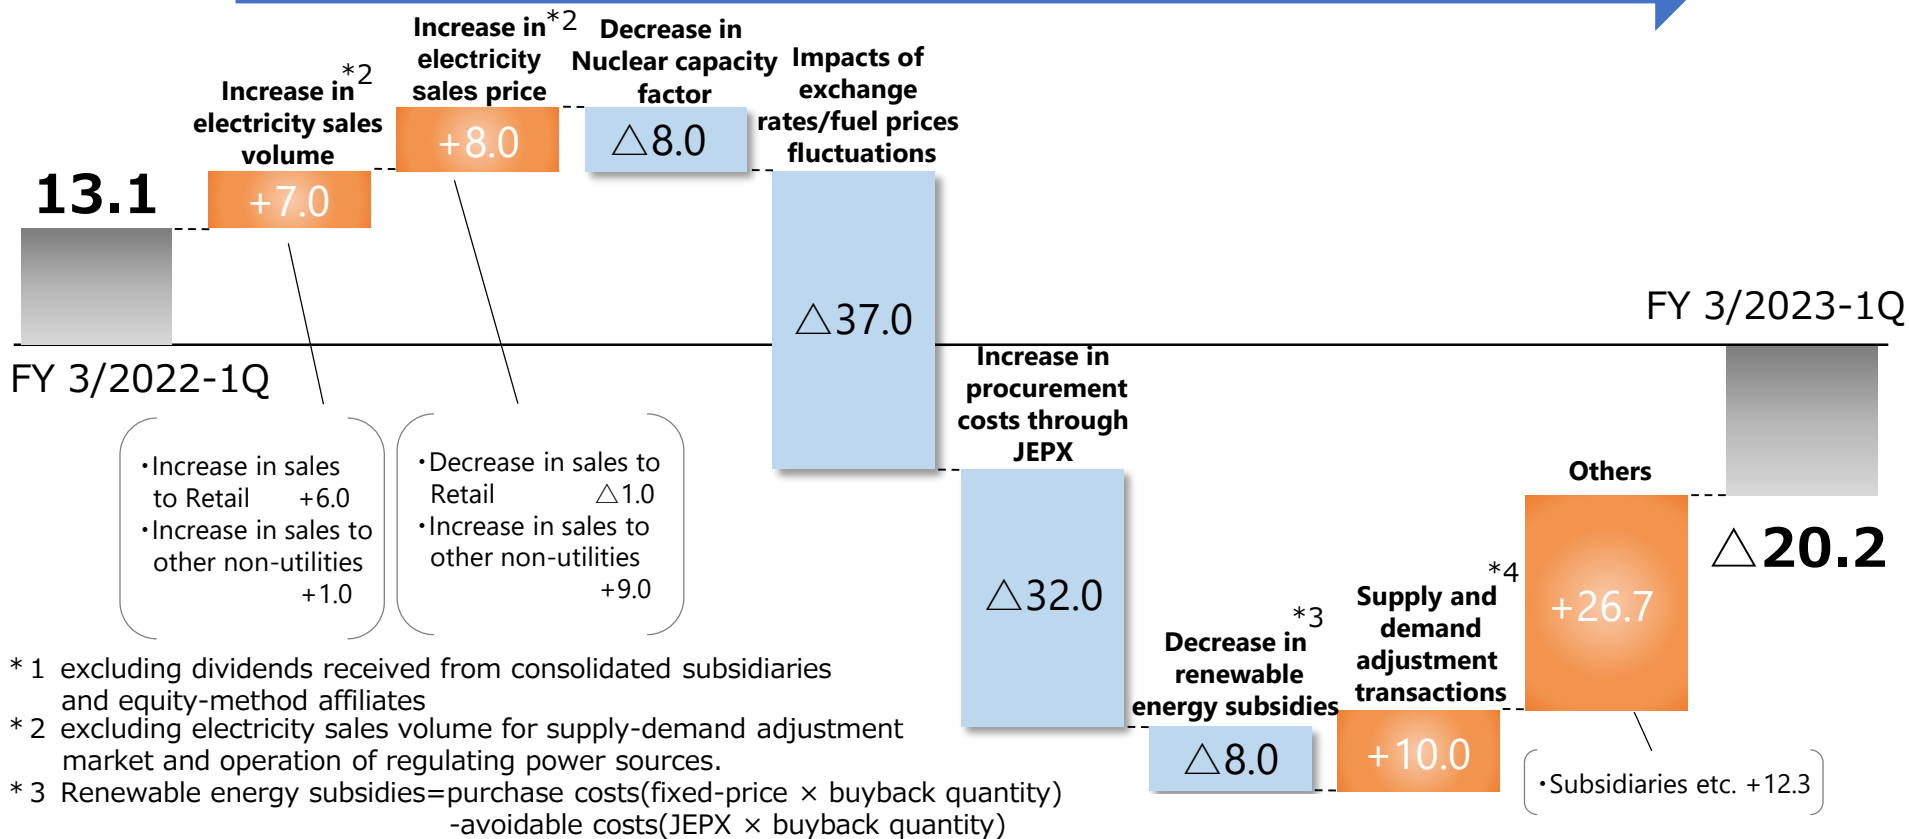 13.1
FY 3/2022-1Q
Increase in*2
electricity sales
volume
+7.0
Increase in*2
electricity
sales price
+8.0
Decrease in
Nuclear capacity
factor
△8.0
Impacts of
exchange
rates/fuel prices
fluctuations
△37.0
Increase in
procurement
costs through
JEPX
△32.0
Decrease in*3
renewable
energy subsidies
△8.0
Supply and*4
demand
adjustment
transactions
+10.0
Others
+26.7
FY 3/2023-1Q
△20.2
・Increase in sales
to Retail +6.0
・Increase in sales to
other non-utilities
+1.0
・Decrease in sales to
Retail △1.0
・Increase in sales to
other non-utilities
+9.0
・Subsidiaries etc. +12.3
*1 excluding dividends received from consolidated subsidiaries
and equity-method affiliates
*2 excluding electricity sales volume for supply-demand adjustment
market and operation of regulating power sources.
*3 Renewable energy subsidies=purchase costs(fixed-price × buyback quantity)
-avoidable costs(JEPX × buyback quantity)